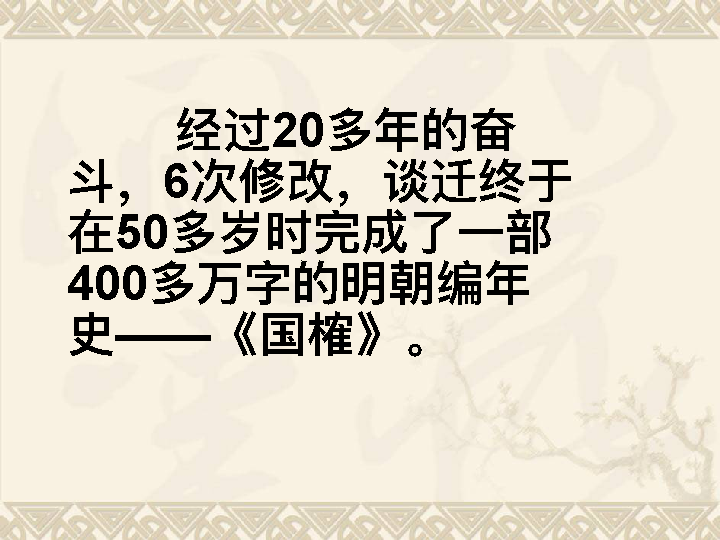 经过20多年的奋
斗，6次修改，谈迁终于
在50多岁时完成了一部
400多万字的明朝编年
史——《国榷》。